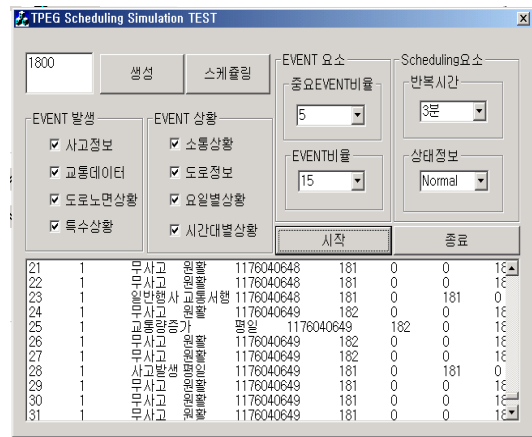 TPEG Scheduling Simulation TEST
1800
생성
스케쥴링
EVENT 요소
중요EVENT비율
5
EVENT비율
15
Scheduling요소
반복시간
3분
상태정보
Normal
EVENT 발생
사고정보
교통데이터
도로노면상황
특수상황
EVENT 상황
소통상황
도로정보
요일별상황
시간대별상황
시작
종료
21 1 무사고 원활 1176040648 181 0 0 18
22 1 무사고 원활 1176040648 181 0 0 18
23 1 일반행사 교통서행 1176040648 181 0 181 0
24 1 무사고 원활 1176040649 182 0 0 18
25 1 교통량증가 평일 1176040649 182 0 18
26 1 무사고 원활 1176040649 182 0 0 18
27 1 무사고 원활 1176040649 182 0 0 18
28 1 사고발생 평일 1176040649 181 0 181 0
29 1 무사고 원활 1176040649 181 0 0 18
30 1 무사고 원활 1176040649 181 0 0 18
31 1 무사고 원활 1176040649 181 0 0 18